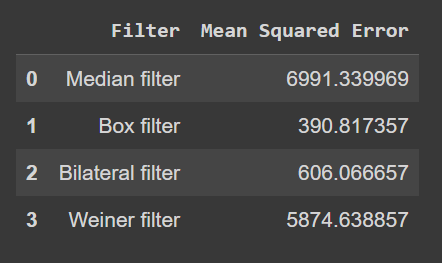 Filter Mean Squared Error
0 Median filter 6991.339969
1 Box filter 390.817357
2 Bilateral filter 606.066657
3 Weiner filter 5874.638857